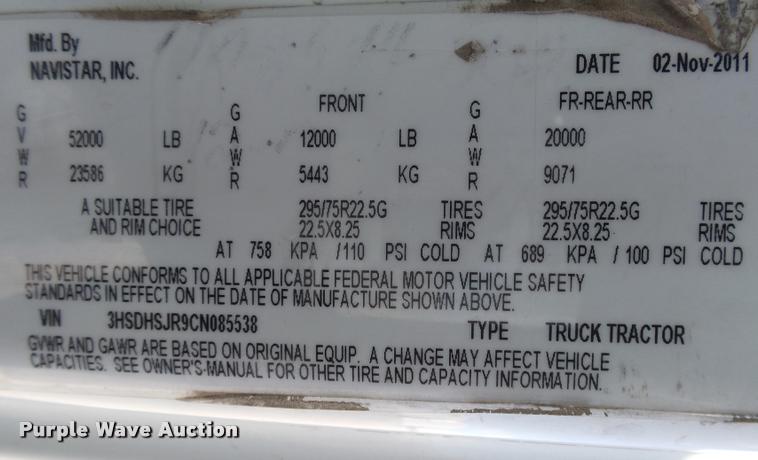 Mfd. By
NAVISTAR, INC.
DATE 02-Nov-2011
FRONT FR-REAR-RR
GVWR 52000 LB GAWR 12000 LB GAWR 20000
23586 KG 5443 KG 9071
A SUITABLE TIRE 295/75R22.5G TIRES 295/75R22.5G TIRES
AND RIM CHOICE 22.5X8.25 RIMS 22.5X8.25 RIMS
AT 758 KPA /110 PSI COLD AT 689 KPA / 100 PSI COLD
THIS VEHICLE CONFORMS TO ALL APPLICABLE FEDERAL MOTOR VEHICLE SAFETY
STANDARDS IN EFFECT ON THE DATE OF MANUFACTURE SHOWN ABOVE.
VIN 3HSDHSJR9CN085538 TYPE TRUCK TRACTOR
GVWR AND GAWR ARE BASED ON ORIGINAL EQUIP. A CHANGE MAY AFFECT VEHICLE
CAPACITIES. SEE OWNER'S-MANUAL FOR OTHER TIRE AND CAPACITY INFORMATION.
Purple Wave Auction